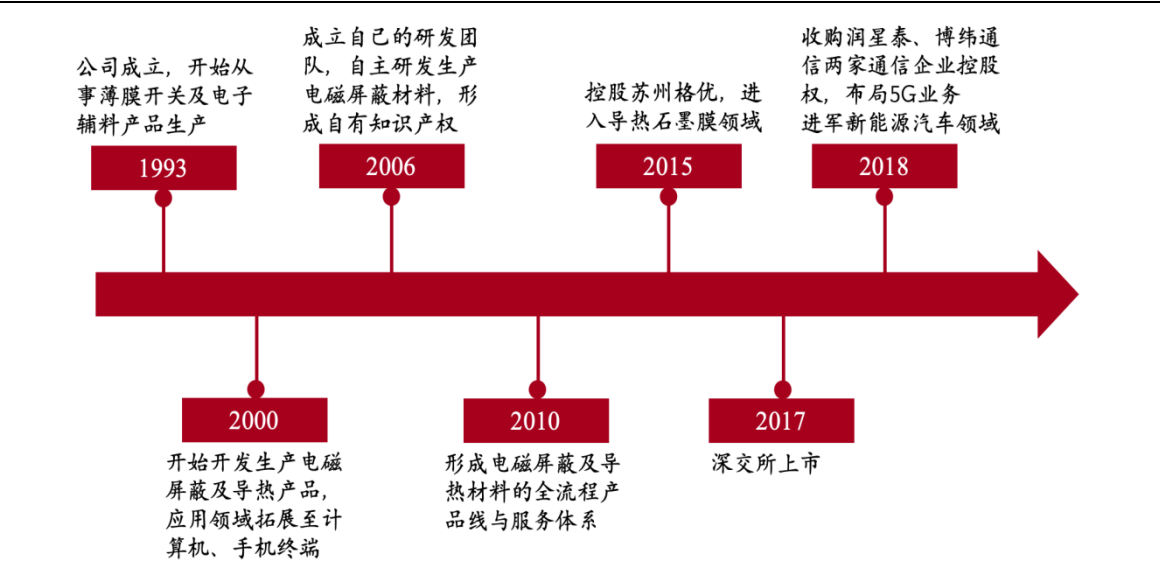 公司成立，开始从
事薄膜开关及电子
辅料产品生产
1993
成立自己的研发团
队，自主研发生产
电磁屏蔽材料，形
成自有知识产权
2006
控股苏州格优，进
入导热石墨膜领域
2015
收购润星泰、博纬通
信两家通信企业控股
权，布局5G业务
进军新能源汽车领域
2018
2000
开始开发生产电磁
屏蔽及导热产品，
应用领域拓展至计
算机、手机终端
2010
形成电磁屏蔽及导
热材料的全流程产
品线与服务体系
2017
深交所上市